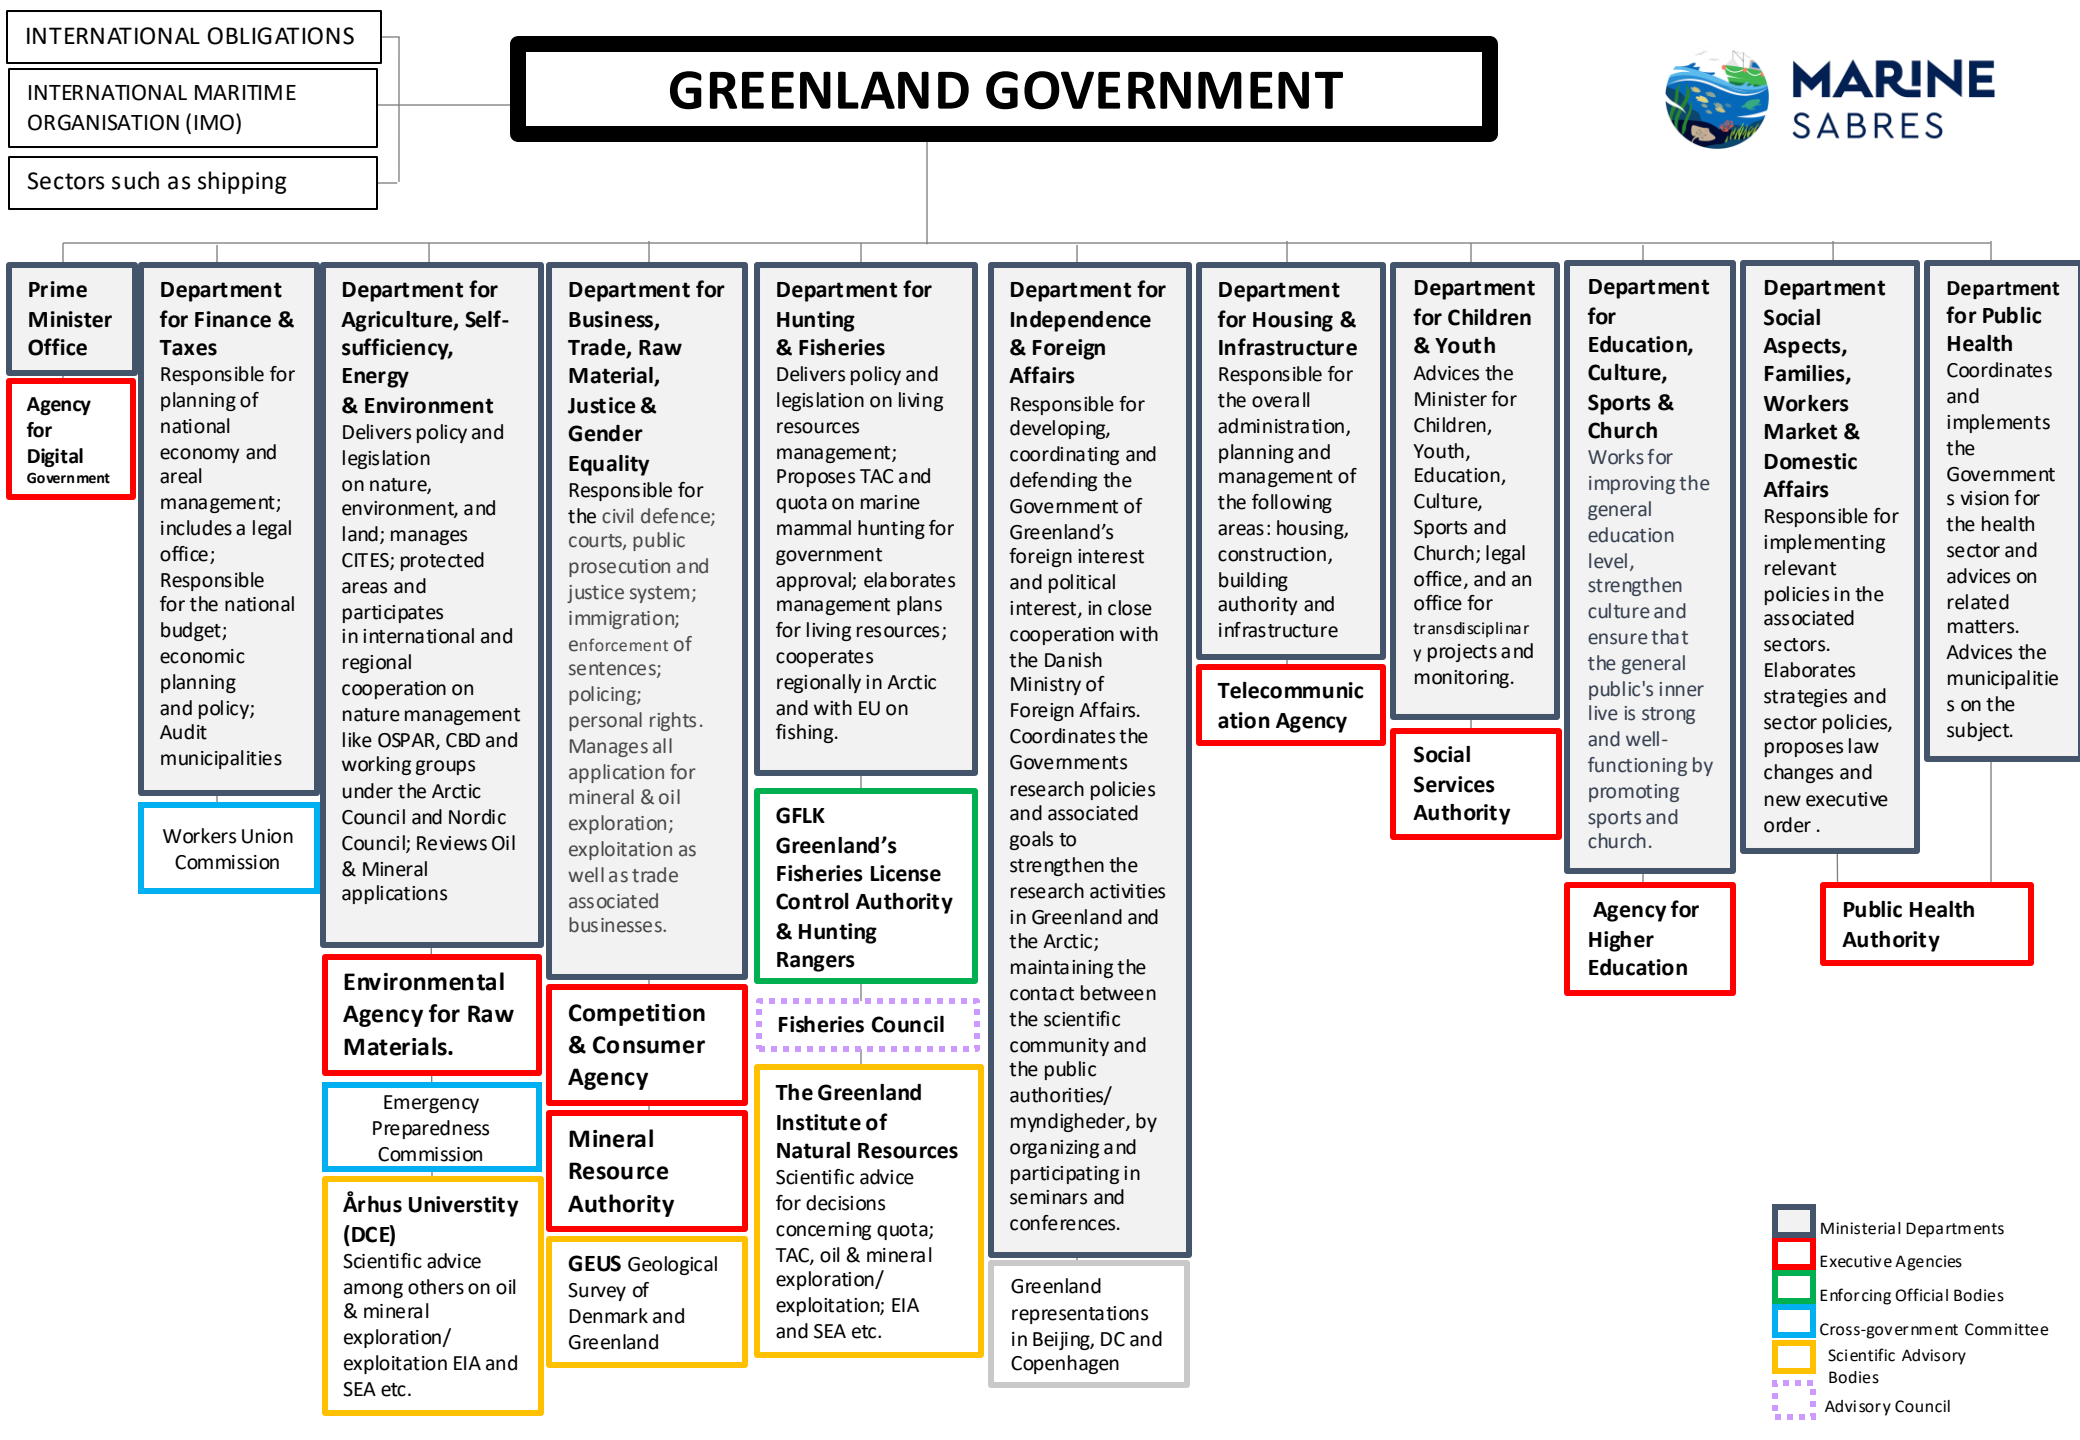 INTERNATIONAL OBLIGATIONS
INTERNATIONAL MARITIME
ORGANISATION (IMO)
Sectors such as shipping
GREENLAND GOVERNMENT
MARINE
SABRES
Prime
Minister
Office
Agency
for
Digital
Government
Department
for Finance &
Taxes
Responsible for
planning of
national
economy and
areal
management;
includes a legal
office;
Responsible
for the national
budget;
economic
planning
and policy;
Audit
municipalities
Workers Union
Commission
Department for
Agriculture, Self-
sufficiency,
Energy
& Environment
Delivers policy and
legislation
on nature,
environment, and
land; manages
CITES; protected
areas and
participates
in international and
regional
cooperation on
nature management
like OSPAR, CBD and
working groups
under the Arctic
Council and Nordic
Council; Reviews Oil
& Mineral
applications
Environmental
Agency for Raw
Materials.
Emergency
Preparedness
Commission
Århus Universtity
(DCE)
Scientific advice
among others on oil
& mineral
exploration/
exploitation EIA and
SEA etc.
Department for
Business,
Trade, Raw
Material,
Justice &
Gender
Equality
Responsible for
the civil defence;
courts, public
prosecution and
justice system;
immigration;
enforcement of
sentences;
policing;
personal rights.
Manages all
application for
mineral & oil
exploration;
exploitation as
well as trade
associated
businesses.
Competition
& Consumer
Agency
Mineral
Resource
Authority
GEUS Geological
Survey of
Denmark and
Greenland
Department for
Hunting
& Fisheries
Delivers policy and
legislation on living
resources
management;
Proposes TAC and
quota on marine
mammal hunting for
government
approval; elaborates
management plans
for living resources;
cooperates
regionally in Arctic
and with EU on
fishing.
GFLK
Greenland's
Fisheries License
Control Authority
& Hunting
Rangers
Fisheries Council
The Greenland
Institute of
Natural Resources
Scientific advice
for decisions
concerning quota;
TAC, oil & mineral
exploration/
exploitation; EIA
and SEA etc.
Department for
Independence
& Foreign
Affairs
Responsible for
developing,
coordinating and
defending the
Government of
Greenland's
foreign interest
and political
interest, in close
cooperation with
the Danish
Ministry of
Foreign Affairs.
Coordinates the
Governments
research policies
and associated
goals to
strengthen the
research activities
in Greenland and
the Arctic;
maintaining the
contact between
the scientific
community and
the public
authorities/
myndigheder, by
organizing and
participating in
seminars and
conferences.
Greenland
representations
in Beijing, DC and
Copenhagen
Department
for Housing &
Infrastructure
Responsible for
the overall
administration,
planning and
management of
the following
areas: housing,
construction,
building
authority and
infrastructure
Telecommunic
ation Agency
Department
for Children
& Youth
Advices the
Minister for
Children,
Youth,
Education,
Culture,
Sports and
Church; legal
office, and an
office for
transdisciplinar
y projects and
monitoring.
Social
Services
Authority
Department
for
Education,
Culture,
Sports &
Church
Works for
improving the
general
education
level,
strengthen
culture and
ensure that
the general
public's inner
live is strong
and well-
functioning by
promoting
sports and
church.
Agency for
Higher
Education
Department
Social
Aspects,
Families,
Workers
Market &
Domestic
Affairs
Responsible for
implementing
relevant
policies in the
associated
sectors.
Elaborates
strategies and
sector policies,
proposes law
changes and
new executive
order .
Department
for Public
Health
Coordinates
and
implements
the
Government
s vision for
the health
sector and
advices on
related
matters.
Advices the
municipalitie
s on the
subject.
Public Health
Authority
Ministerial Departments
Executive Agencies
Enforcing Official Bodies
Cross-government Committee
Scientific Advisory
Bodies
Advisory Council